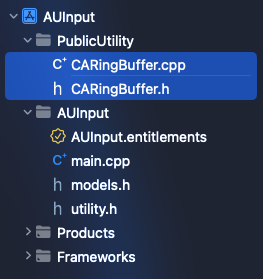 AUInput
PublicUtility
C+ CARingBuffer.cpp
h CARingBuffer.h
AUInput
AUInput.entitlements
C+ main.cpp
h models.h
h utility.h
Products
Frameworks